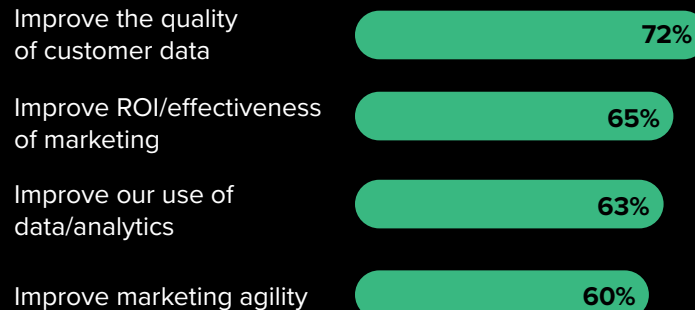 Improve the quality
of customer data
72%
Improve ROI/effectiveness
of marketing
65%
Improve our use of
data/analytics
63%
Improve marketing agility
60%